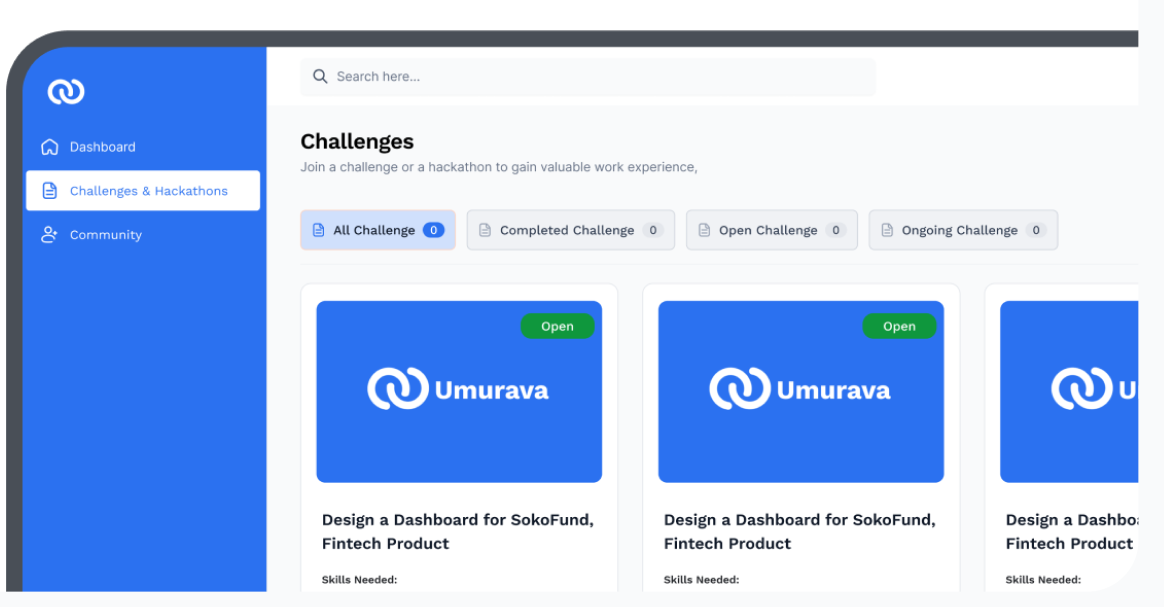 Search here...
Dashboard
Challenges & Hackathons
Community
Challenges
Join a challenge or a hackathon to gain valuable work experience,
All Challenge 0
Completed Challenge 0
Open Challenge 0
Ongoing Challenge 0
Open
Umurava
Design a Dashboard for SokoFund,
Fintech Product
Skills Needed:
Open
Umurava
Design a Dashboard for SokoFund,
Fintech Product
Skills Needed:
U
Design a Dashbo
Fintech Product
Skills Needed: